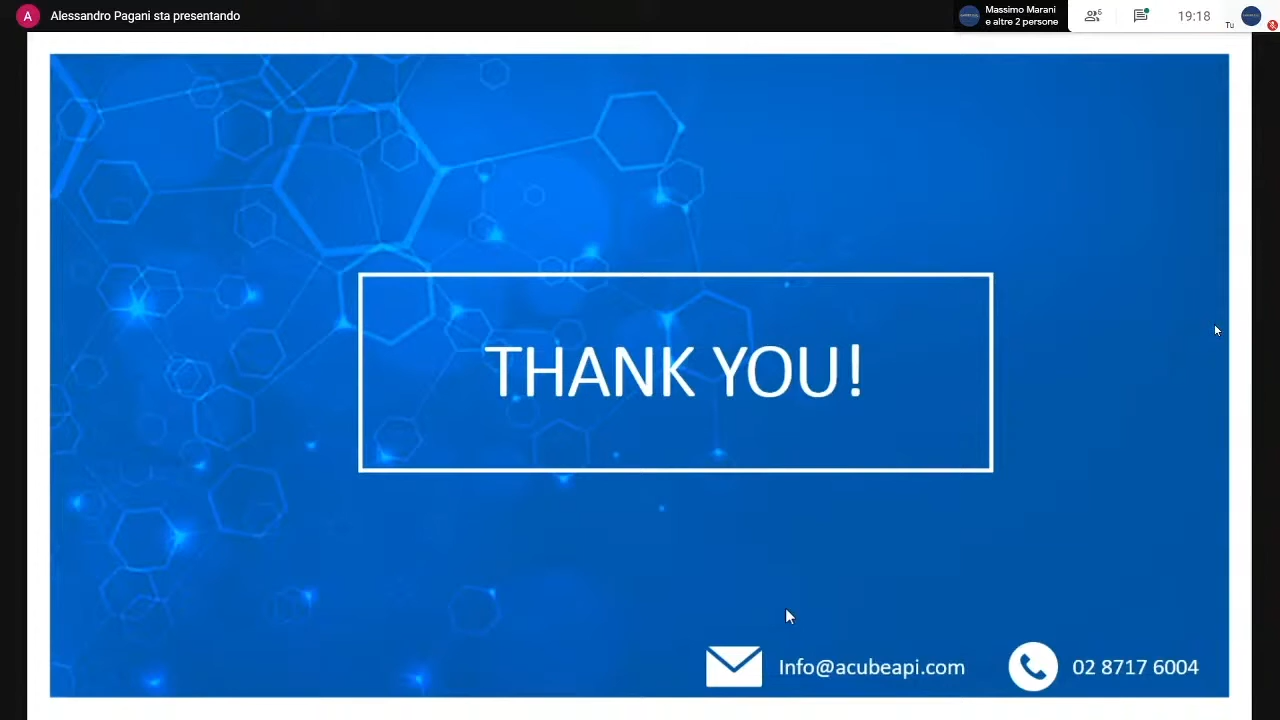 A Alessandro Pagani sta presentando
Massimo Marani
e altre 2 persone
6
19:18
Tu
THANK YOU!
Info@acubeapi.com
02 8717 6004